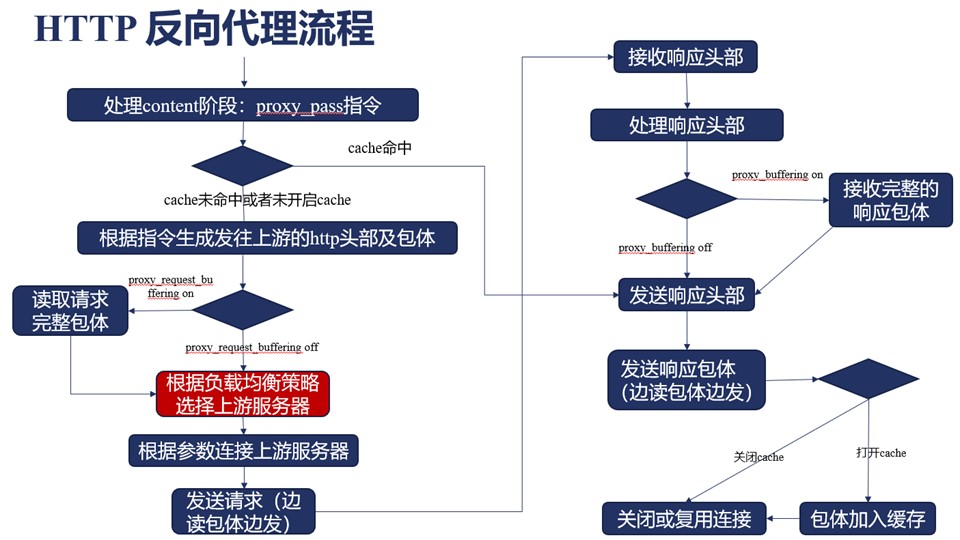 HTTP 反向代理流程
处理content阶段：proxy_pass指令
cache命中
cache未命中或者未开启cache
根据指令生成发往上游的http头部及包体
proxy_request_bu
ffering on
读取请求
完整包体
proxy_request_buffering off
根据负载均衡策略
选择上游服务器
根据参数连接上游服务器
发送请求（边
读包体边发）
接收响应头部
处理响应头部
proxy_buffering on
接收完整的
响应包体
proxy_buffering off
发送响应头部
发送响应包体
（边读包体边发）
关闭cache
打开cache
关闭或复用连接
包体加入缓存